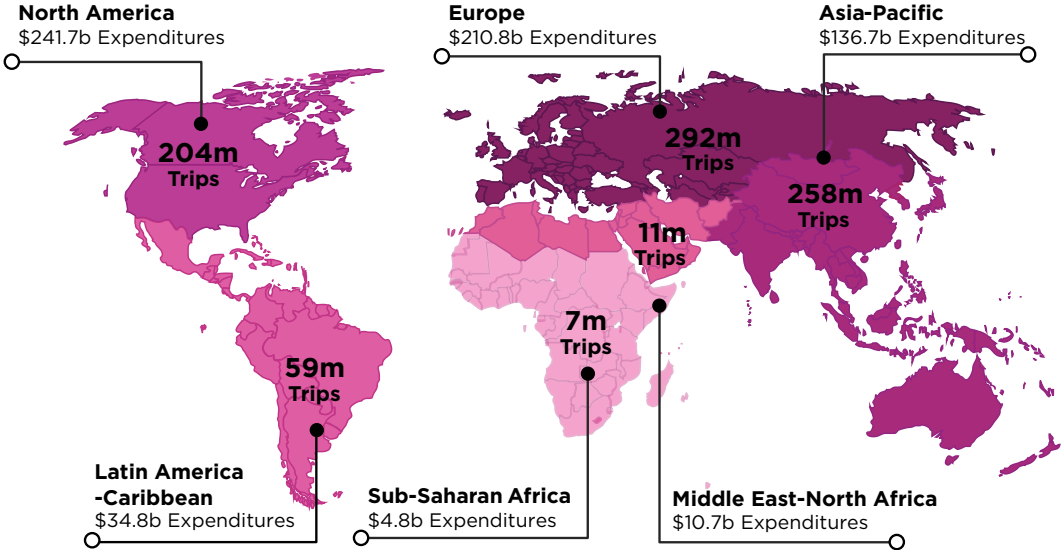 North America
$241.7b Expenditures
Europe
$210.8b Expenditures
Asia-Pacific
$136.7b Expenditures
204m
Trips
292m
Trips
258m
Trips
11m
Trips
7m
Trips
59m
Trips
Latin America
-Caribbean
$34.8b Expenditures
Sub-Saharan Africa
$4.8b Expenditures
Middle East-North Africa
$10.7b Expenditures